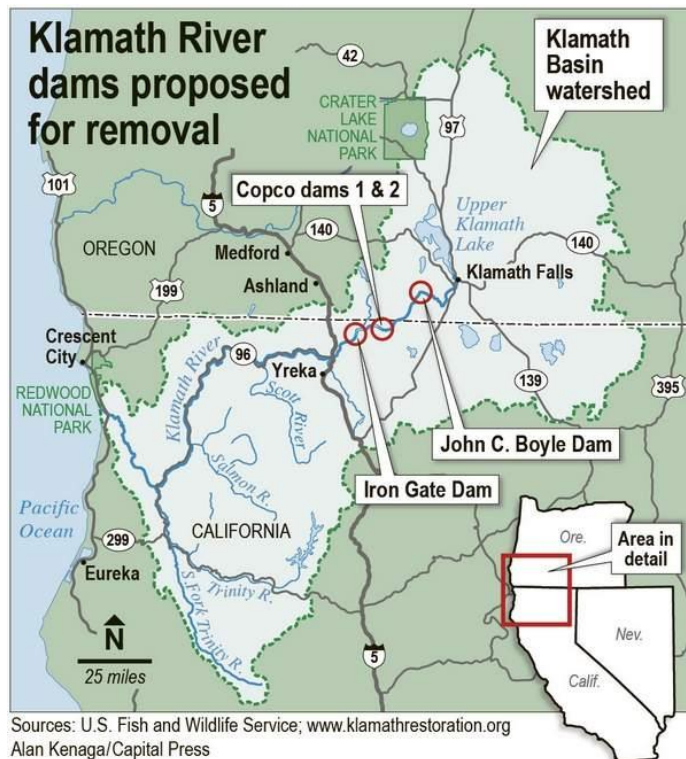 Klamath River
dams proposed
for removal
Klamath
Basin
watershed
42
CRATER
LAKE
NATIONAL
PARK
97
101
Copco dams 1 & 2
5
Upper
Klamath
Lake
OREGON
Medford
140
140
Klamath Falls
199
Ashland
Crescent
City
Klamath River
96
Yreka
Scott
River
139
395
REDWOOD
NATIONAL
PARK
John C. Boyle Dam
Salmon R.
Iron Gate Dam
Pacific
Ocean
CALIFORNIA
Ore.
Area in
detail
299
Eureka
Trinity R.
S.Fork Trinity R.
Nev.
N
25 miles
5
Calif.
Sources: U.S. Fish and Wildlife Service; www.klamathrestoration.org
Alan Kenaga/Capital Press